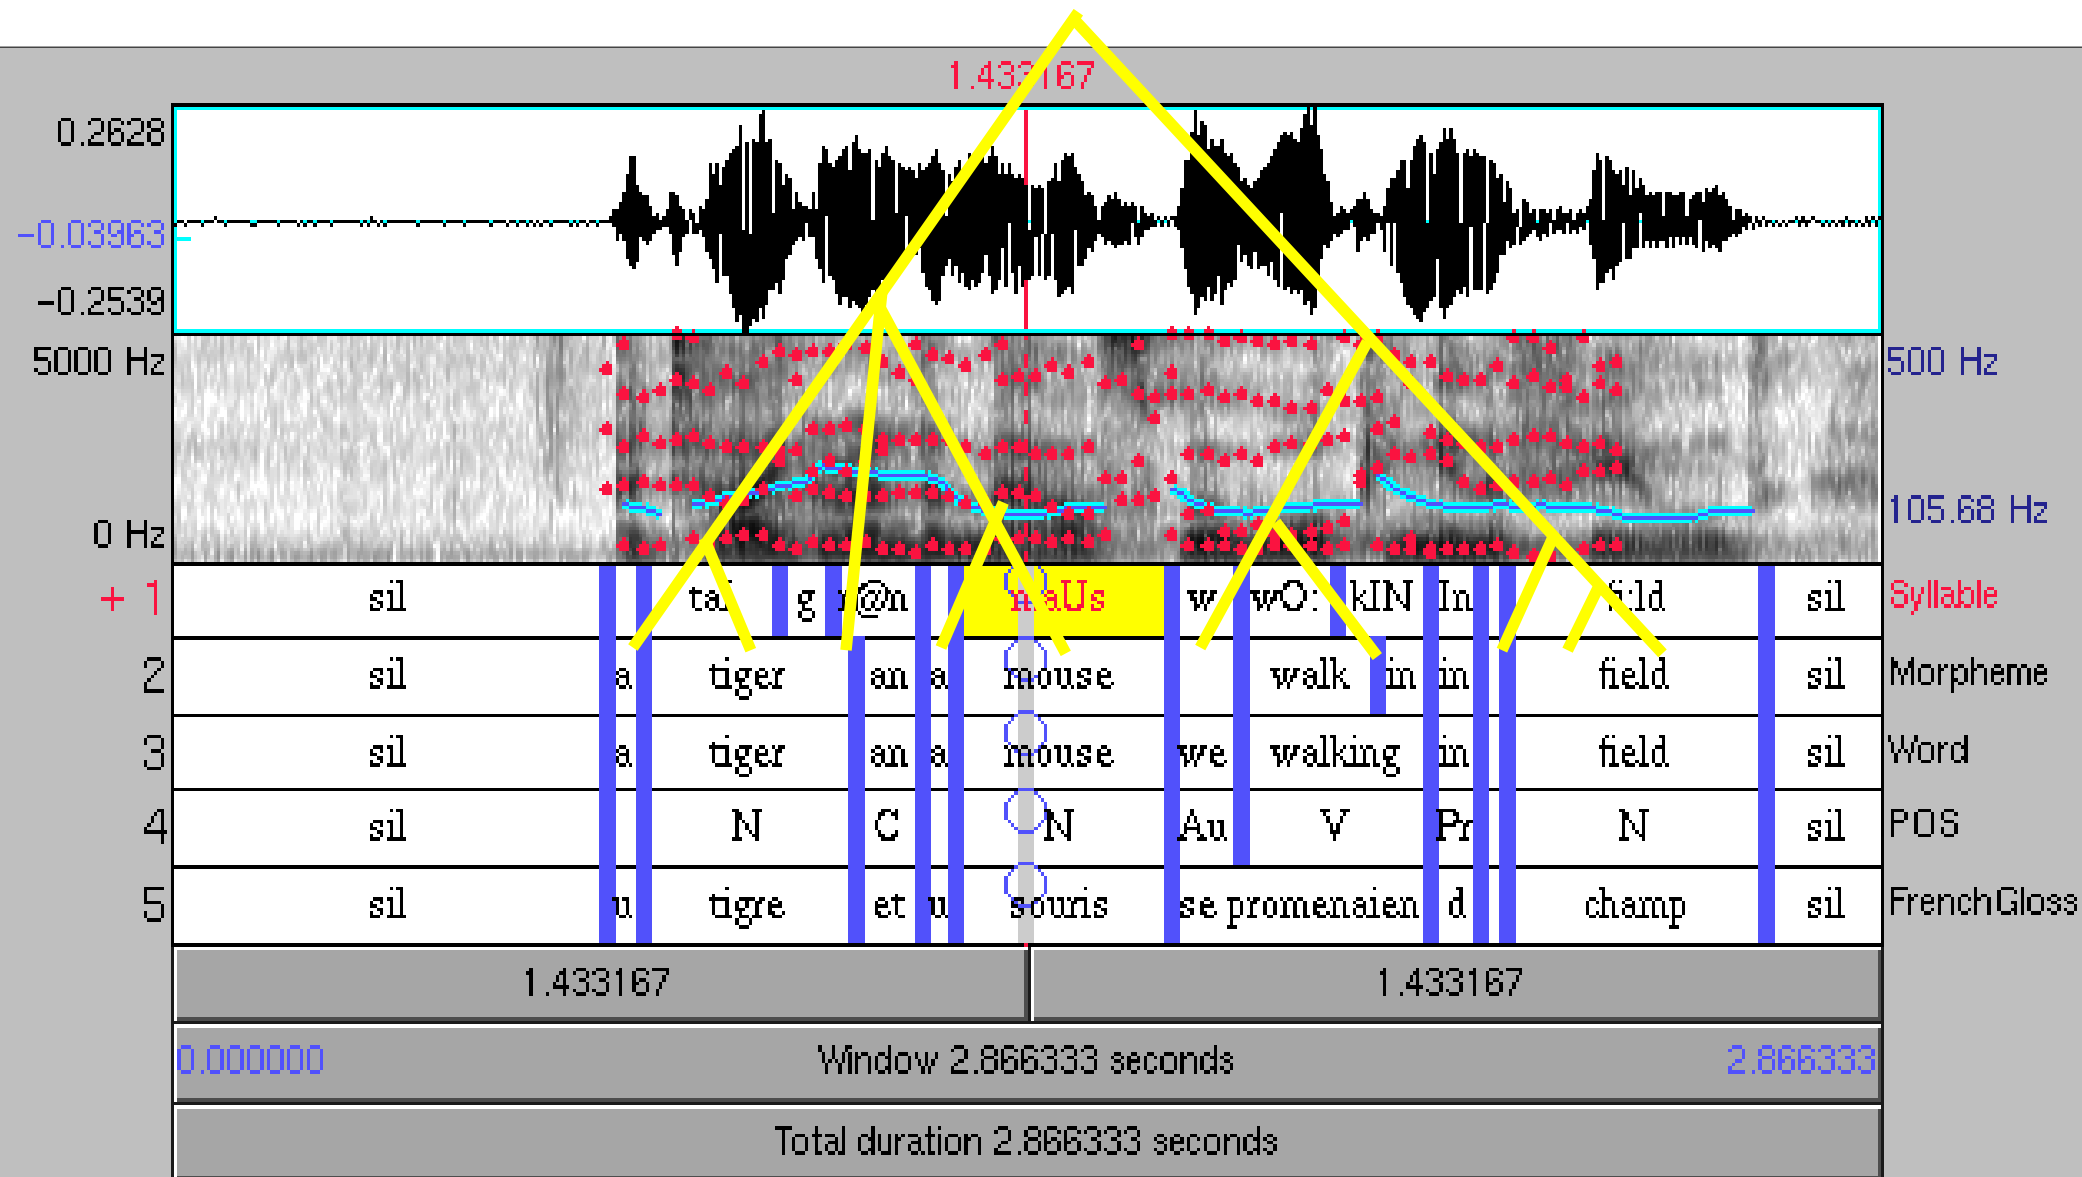 1.433167
0.2628
-0.03963
-0.2539
5000 Hz 500 Hz
105.68 Hz
0 Hz
+ 1 sil taI g r@n maUs w wO: kIN In sil Syllable
2 sil a tiger an a mouse walk in in field sil Morpheme
3 sil a tiger an a mouse we walking in field sil Word
4 sil N C N Au V Pr N sil POS
5 sil u tigre et u souris se promenaien d champ sil FrenchGloss
1.433167 1.433167
0.000000 Window 2.866333 seconds 2.866333
Total duration 2.866333 seconds